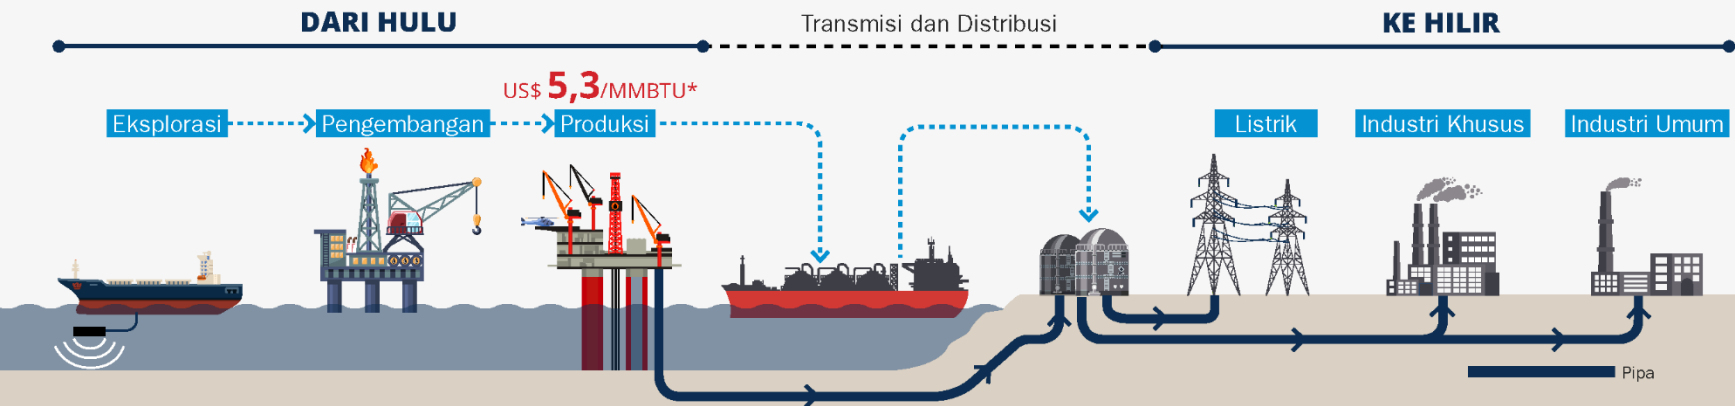 DARI HULU
Transmisi dan Distribusi
KE HILIR
US$ 5,3/MMBTU*
Eksplorasi
Pengembangan
Produksi
Listrik
Industri Khusus
Industri Umum
Pipa